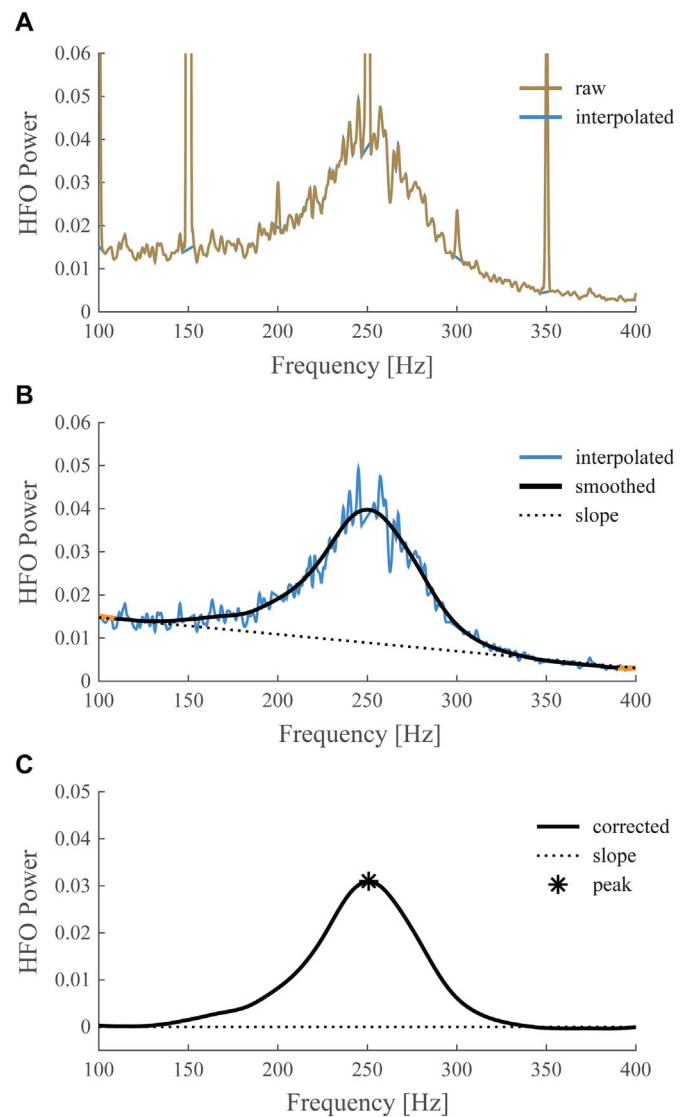 A
0.06
0.05
0.04
0.03
0.02
0.01
0
HFO Power
raw
interpolated
100 150 200 250 300 350 400
Frequency [Hz]
B
0.06
0.05
0.04
0.03
0.02
0.01
0
HFO Power
interpolated
smoothed
slope
100 150 200 250 300 350 400
Frequency [Hz]
C
0.05
0.04
0.03
0.02
0.01
0
HFO Power
corrected
slope
peak
100 150 200 250 300 350 400
Frequency [Hz]